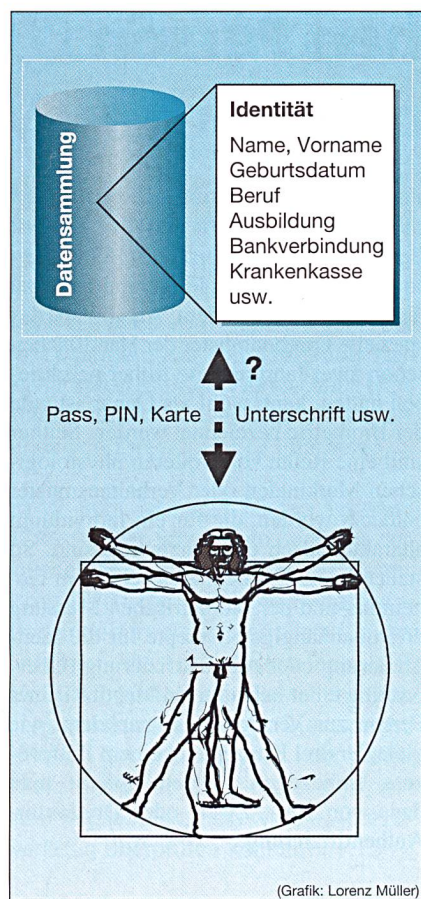 Datensammlung
Identität
Name, Vorname
Geburtsdatum
Beruf
Ausbildung
Bankverbindung
Krankenkasse
usw.
?
Pass, PIN, Karte Unterschrift usw.
(Grafik: Lorenz Müller)